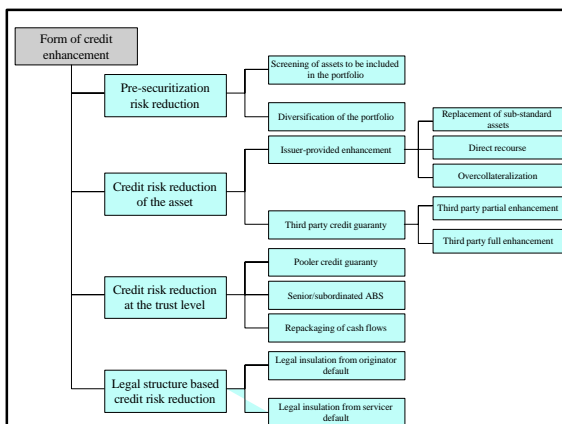 Form of credit
enhancement
Pre-securitization
risk reduction
Screening of assets to be included
in the portfolio
Diversification of the portfolio
Credit risk reduction
of the asset
Issuer-provided enhancement
Replacement of sub-standard
assets
Direct recourse
Overcollateralization
Third party credit guaranty
Third party partial enhancement
Third party full enhancement
Credit risk reduction
at the trust level
Pooler credit guaranty
Senior/subordinated ABS
Repackaging of cash flows
Legal structure based
credit risk reduction
Legal insulation from originator
default
Legal insulation from servicer
default